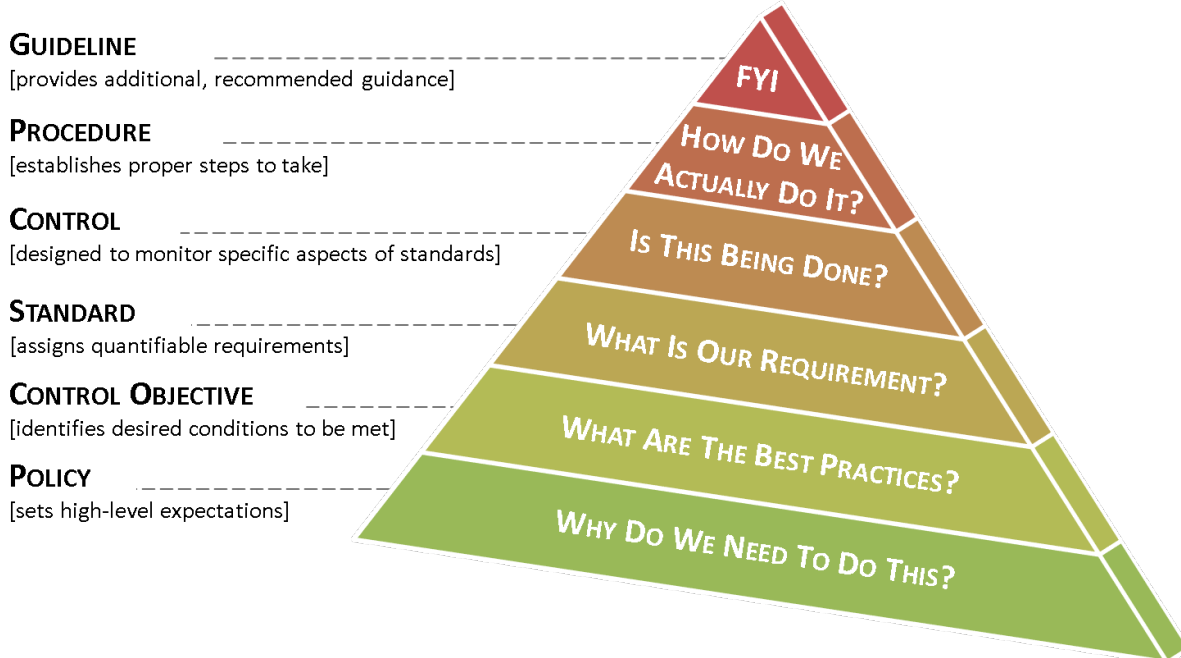 GUIDELINE
[provides additional, recommended guidance]
PROCEDURE
[establishes proper steps to take]
CONTROL
[designed to monitor specific aspects of standards]
STANDARD
[assigns quantifiable requirements]
CONTROL OBJECTIVE
[identifies desired conditions to be met]
POLICY
[sets high-level expectations]
FYI
HOW DO WE
ACTUALLY DO IT?
IS THIS BEING DONE?
WHAT IS OUR REQUIREMENT?
WHAT ARE THE BEST PRACTICES?
WHY DO WE NEED TO DO THIS?